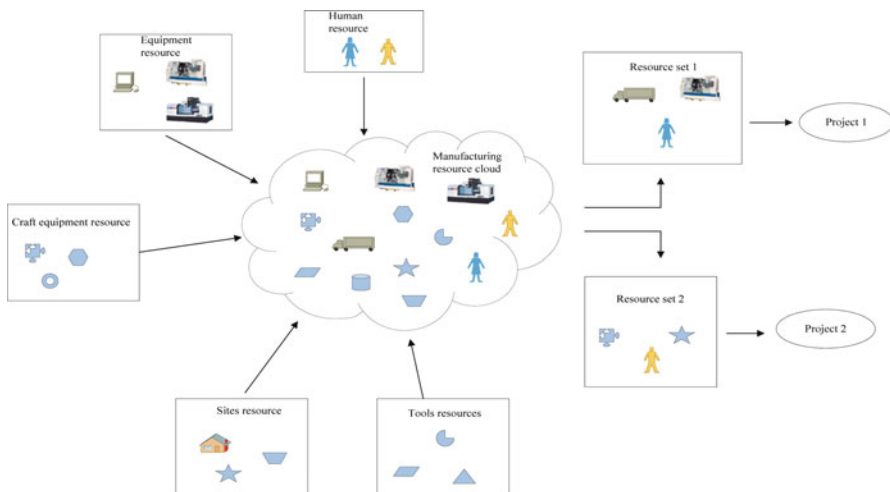 Human
resource
Equipment
resource
Resource set 1
Project 1
Manufacturing
resource cloud
Craft equipment resource
Resource set 2
Project 2
Sites resource
Tools resources